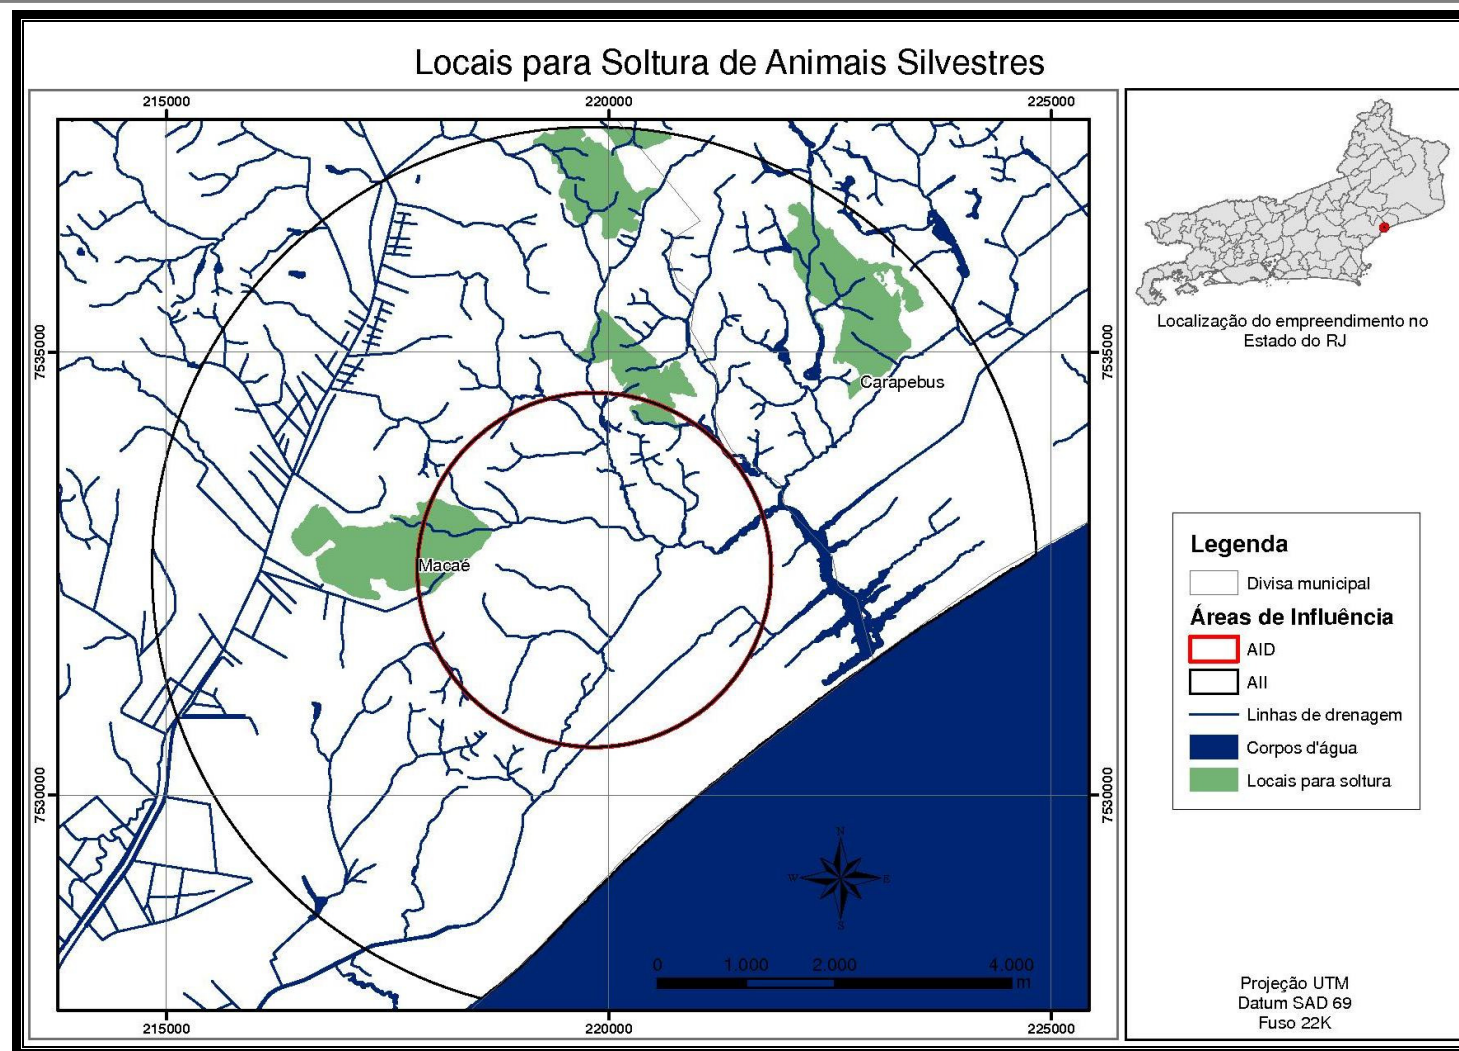 Locais para Soltura de Animais Silvestres
215000
220000
225000
7535000
7535000
Carapebus
Macaé
7530000
7530000
N
W
E
S
0
1.000
2.000
4.000
m
215000
220000
225000
Localização do empreendimento no
Estado do RJ
Legenda
Divisa municipal
Áreas de Influência
AID
AII
Linhas de drenagem
Corpos d'água
Locais para soltura
Projeção UTM
Datum SAD 69
Fuso 22K